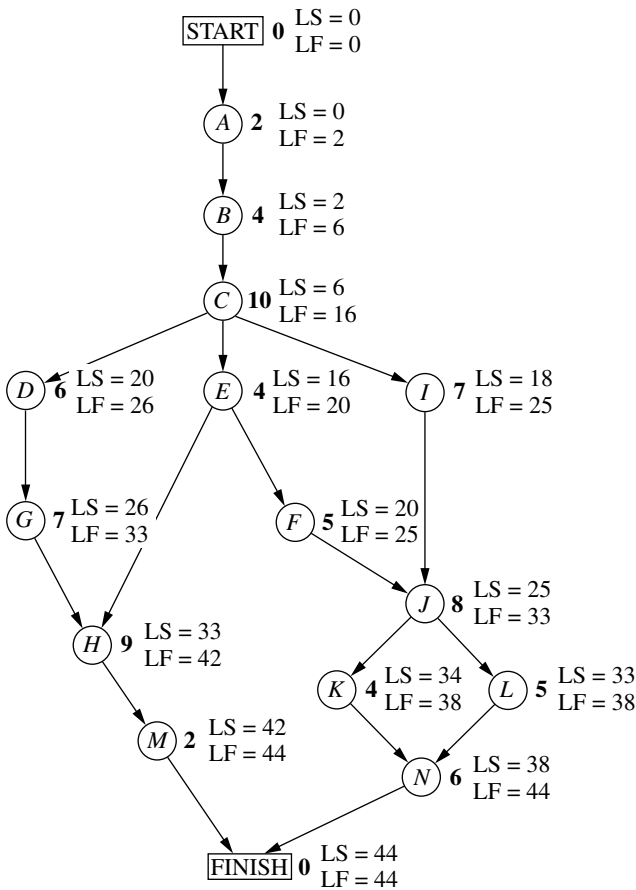 START 0 LS = 0
LF = 0
A 2 LS = 0
LF = 2
B 4 LS = 2
LF = 6
C 10 LS = 6
LF = 16
D 6 LS = 20
LF = 26
E 4 LS = 16
LF = 20
I 7 LS = 18
LF = 25
G 7 LS = 26
LF = 33
F 5 LS = 20
LF = 25
J 8 LS = 25
LF = 33
H 9 LS = 33
LF = 42
K 4 LS = 34
LF = 38
L 5 LS = 33
LF = 38
M 2 LS = 42
LF = 44
N 6 LS = 38
LF = 44
FINISH 0 LS = 44
LF = 44